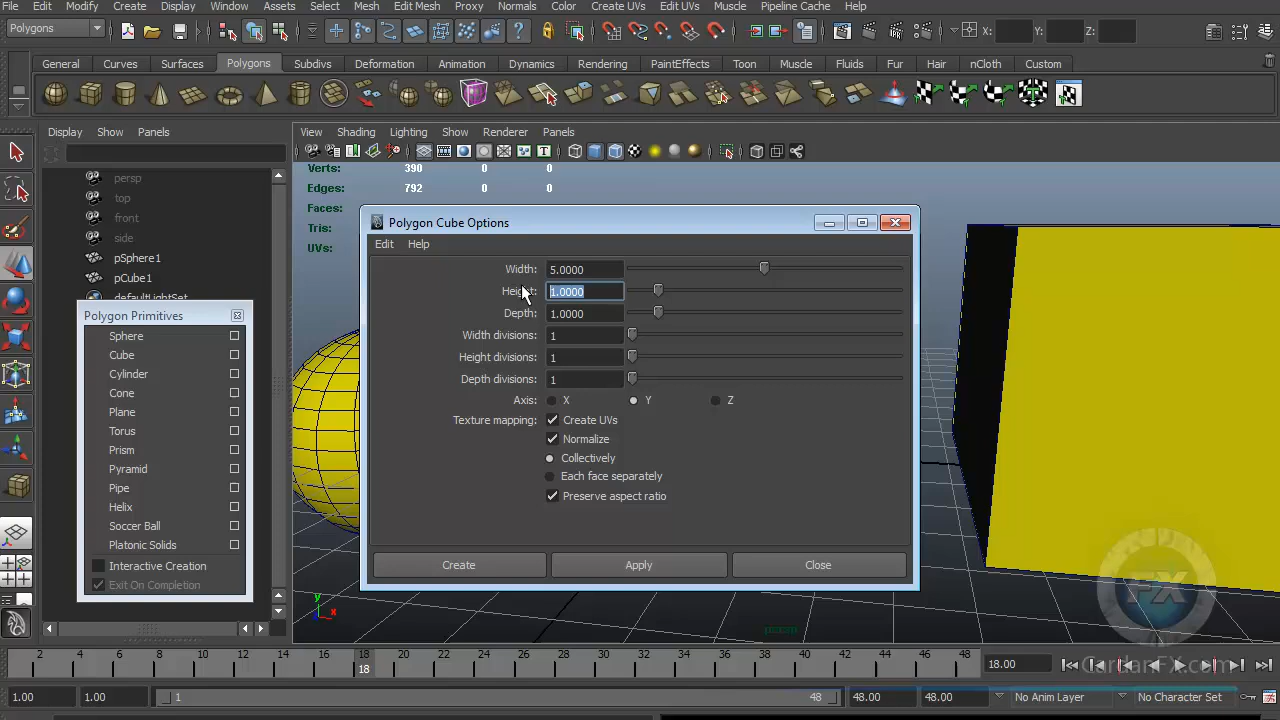 File Edit Modify Create Display Window Assets Select Mesh Edit Mesh Proxy Normals Color Create UVs Edit UVs Muscle Pipeline Cache Help
Polygons X: Y: Z:
General Curves Surfaces Polygons Subdivs Deformation Animation Dynamics Rendering PaintEffects Toon Muscle Fluids Fur Hair nCloth Custom
Display Show Panels
View Shading Lighting Show Renderer Panels
persp
top
front
side
pSphere1
pCube1
defaultLightSet
Verts: 390 0 0
Edges: 792 0 0
Faces:
Tris:
UVs:
Polygon Primitives
Sphere
Cube
Cylinder
Cone
Plane
Torus
Prism
Pyramid
Pipe
Helix
Soccer Ball
Platonic Solids
Interactive Creation
Exit On Completion
Polygon Cube Options
Edit Help
Width: 5.0000
Height: 1.0000
Depth: 1.0000
Width divisions: 1
Height divisions: 1
Depth divisions: 1
Axis: X Y Z
Texture mapping: Create UVs
Normalize
Collectively
Each face separately
Preserve aspect ratio
Create Apply Close
y x
persp
FX
CardanFX.com
2 4 6 8 10 12 14 16 18 20 22 24 26 28 30 32 34 36 38 40 42 44 46 48
18
18.00
1.00 1.00 1 48 48.00 48.00 No Anim Layer No Character Set